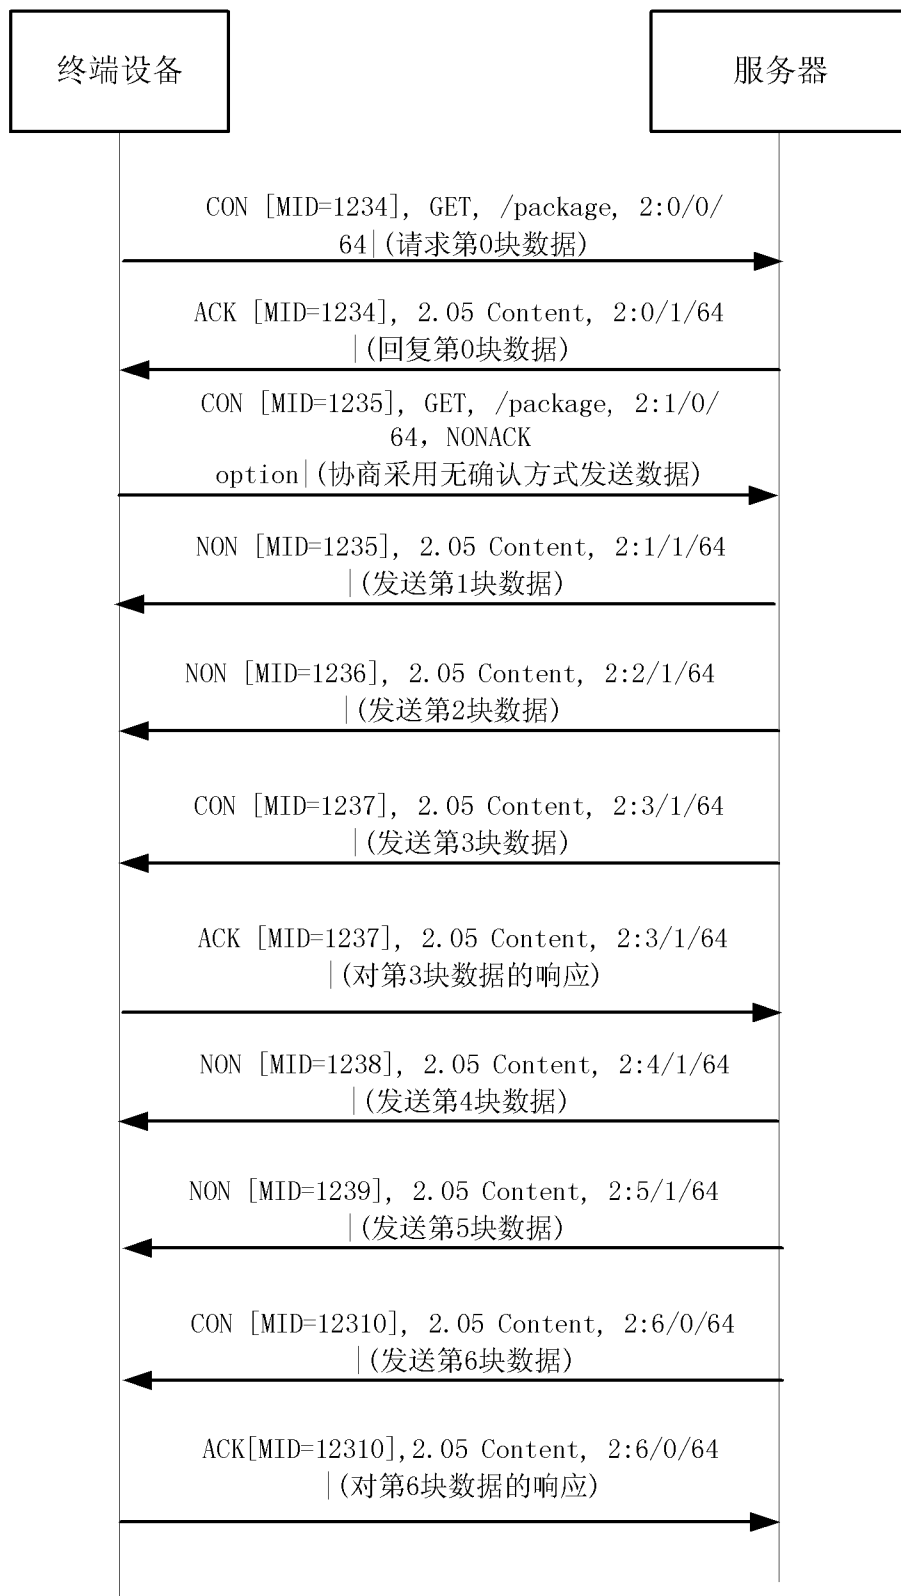 终端设备
服务器
CON [MID=1234], GET, /package, 2:0/0/
64|(请求第0块数据)
ACK [MID=1234], 2.05 Content, 2:0/1/64
|(回复第0块数据)
CON [MID=1235], GET, /package, 2:1/0/
64, NONACK
option|(协商采用无确认方式发送数据)
NON [MID=1235], 2.05 Content, 2:1/1/64
|(发送第1块数据)
NON [MID=1236], 2.05 Content, 2:2/1/64
|(发送第2块数据)
CON [MID=1237], 2.05 Content, 2:3/1/64
|(发送第3块数据)
ACK [MID=1237], 2.05 Content, 2:3/1/64
|(对第3块数据的响应)
NON [MID=1238], 2.05 Content, 2:4/1/64
|(发送第4块数据)
NON [MID=1239], 2.05 Content, 2:5/1/64
|(发送第5块数据)
CON [MID=12310], 2.05 Content, 2:6/0/64
|(发送第6块数据)
ACK[MID=12310],2.05 Content, 2:6/0/64
|(对第6块数据的响应)